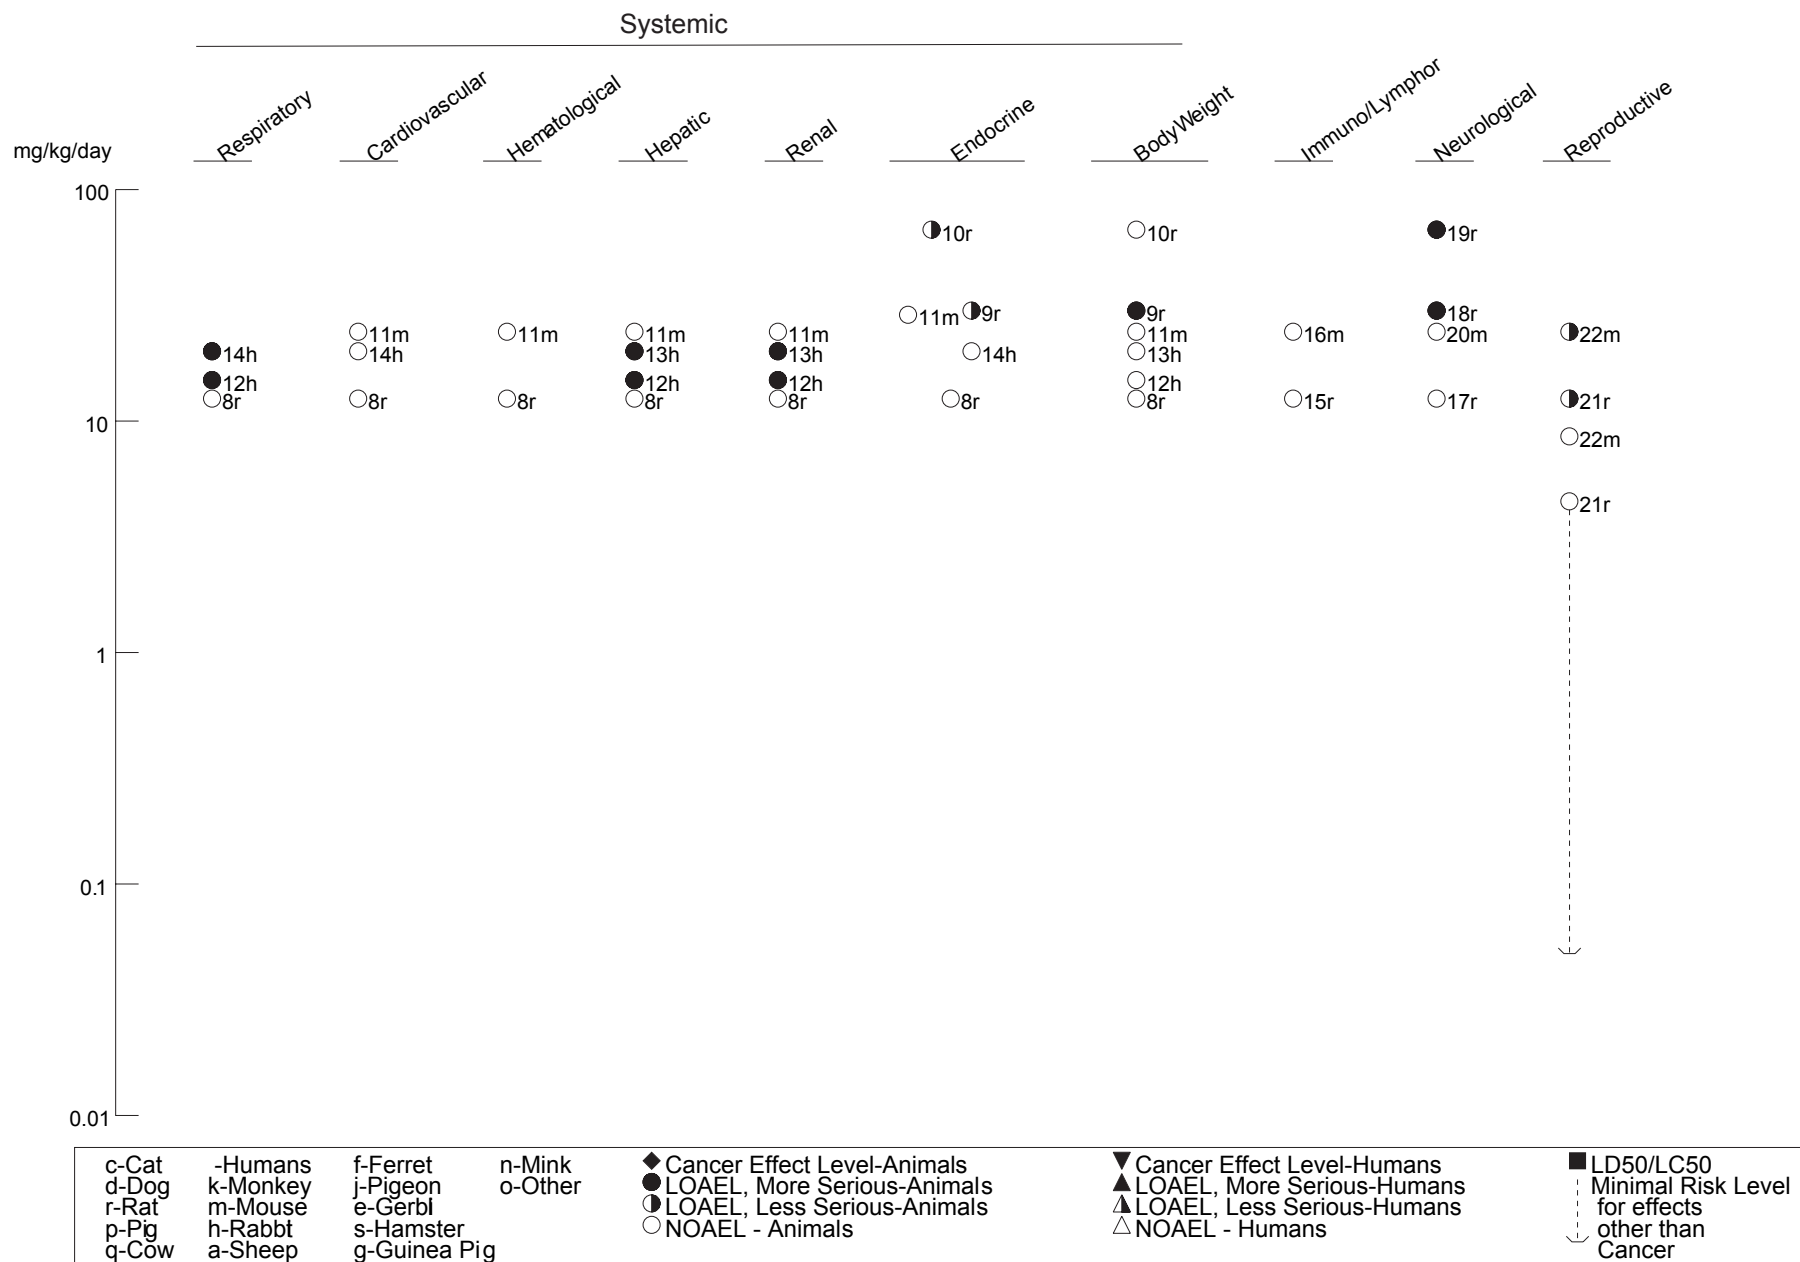 Systemic
mg/kg/day
Respiratory
Cardiovascular
Hematological
Hepatic
Renal
Endocrine
BodyWeight
Immuno/Lymphor
Neurological
Reproductive
100
10r 10r 19r
11m 9r 9r 18r
11m 11m 11m 11m 11m 16m 20m 22m
14h 14h 13h 13h 14h 13h
12h 12h 12h 12h
8r 8r 8r 8r 8r 8r 8r 15r 17r 21r
10
22m
21r
1
0.1
0.01
c-Cat -Humans f-Ferret n-Mink ◆Cancer Effect Level-Animals ▼Cancer Effect Level-Humans ■LD50/LC50
d-Dog k-Monkey j-Pigeon o-Other ●LOAEL, More Serious-Animals ▲LOAEL, More Serious-Humans Minimal Risk Level
r-Rat m-Mouse e-Gerbl ◑LOAEL, Less Serious-Animals LOAEL, Less Serious-Humans for effects
p-Pig h-Rabbt s-Hamster ○NOAEL - Animals △NOAEL - Humans other than
q-Cow a-Sheep g-Guinea Pig Cancer